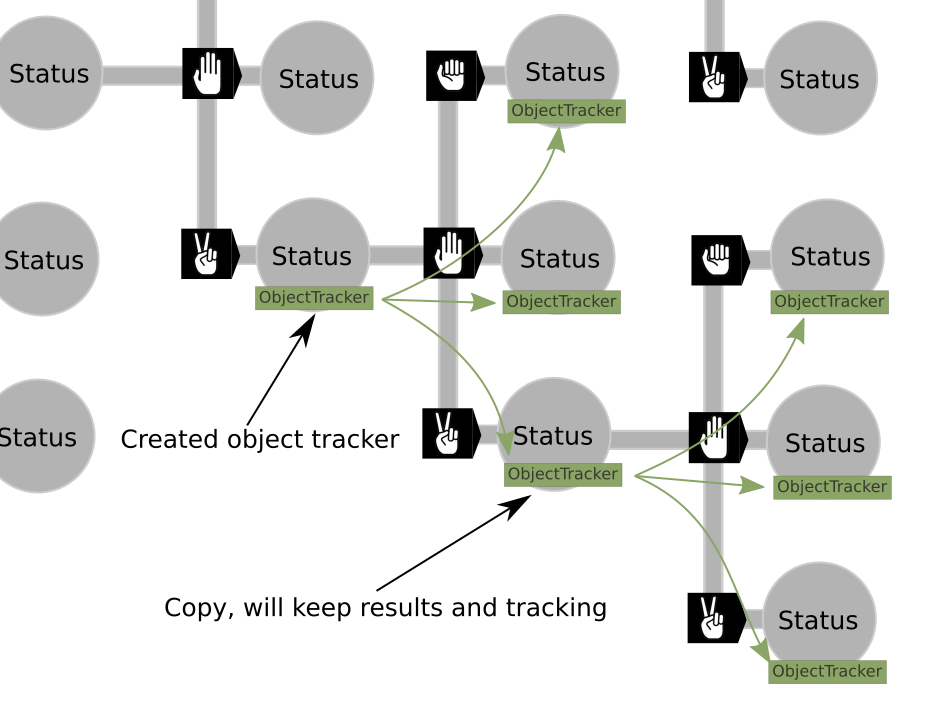 Status
Status
Status
Status
ObjectTracker
Status
Status
Status
Status
ObjectTracker
ObjectTracker
ObjectTracker
Status
Created object tracker
Status
Status
ObjectTracker
ObjectTracker
Copy, will keep results and tracking
Status
ObjectTracker
Status